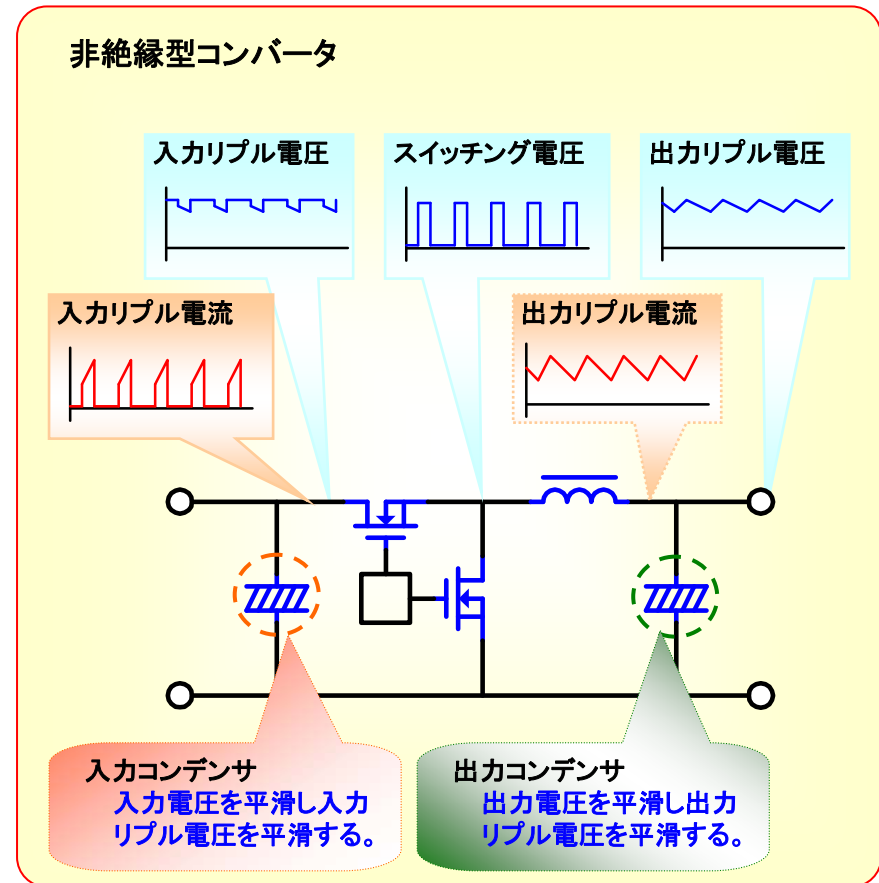 非絶縁型コンバータ
入力リプル電圧
スイッチング電圧
出力リプル電圧
入力リプル電流
出力リプル電流
入力コンデンサ
入力電圧を平滑し入力
リプル電圧を平滑する。
出力コンデンサ
出力電圧を平滑し出力
リプル電圧を平滑する。